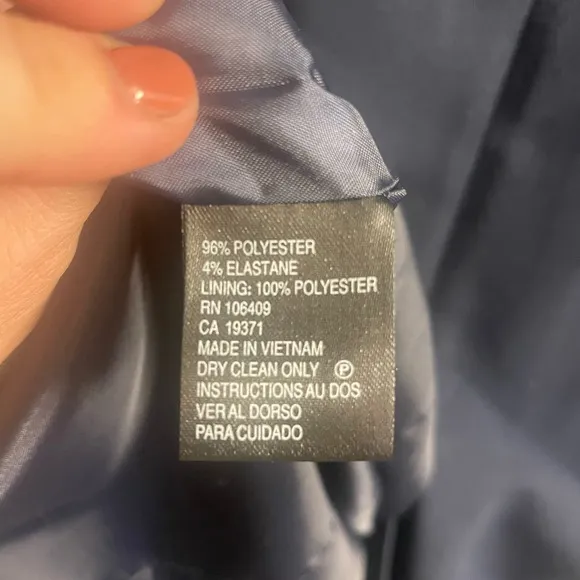 96% POLYESTER
4% ELASTANE
LINING: 100% POLYESTER
RN 106409
CA 19371
MADE IN VIETNAM
DRY CLEAN ONLY Ⓟ
INSTRUCTIONS AU DOS
VER AL DORSO
PARA CUIDADO